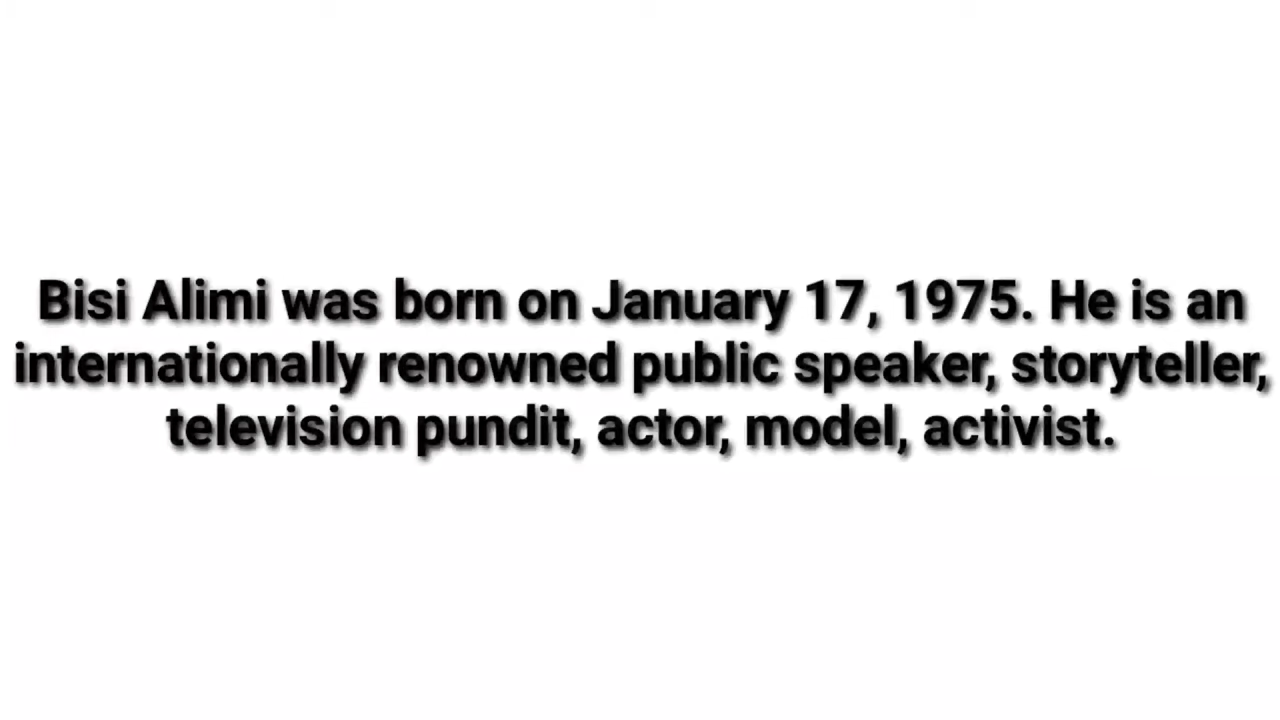 Bisi Alimi was born on January 17, 1975. He is an
internationally renowned public speaker, storyteller,
television pundit, actor, model, activist.